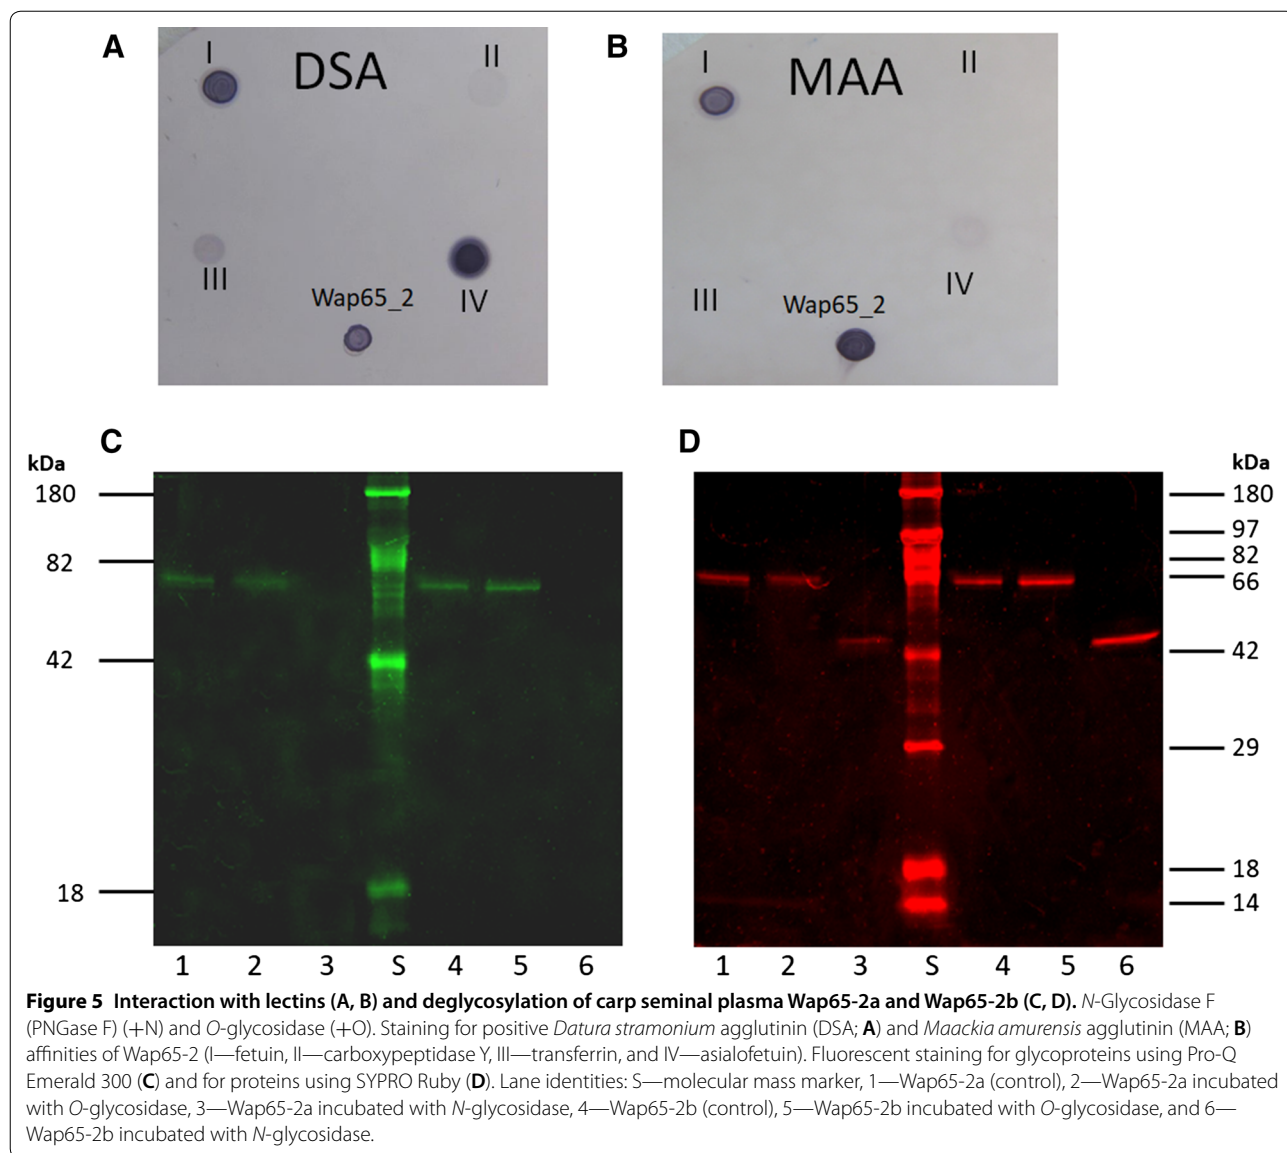 A
B
I
DSA
II
III
Wap65_2
IV
I
MAA
II
III
Wap65_2
IV
C
D
kDa
180
82
42
18
kDa
180
97
82
66
42
29
18
14
1 2 3 S 4 5 6
1 2 3 S 4 5 6
Figure 5 Interaction with lectins (A, B) and deglycosylation of carp seminal plasma Wap65-2a and Wap65-2b (C, D). N-Glycosidase F
(PNGase F) (+N) and O-glycosidase (+O). Staining for positive Datura stramonium agglutinin (DSA; A) and Maackia amurensis agglutinin (MAA; B)
affinities of Wap65-2 (I—fetuin, II—carboxypeptidase Y, III—transferrin, and IV—asialofetuin). Fluorescent staining for glycoproteins using Pro-Q
Emerald 300 (C) and for proteins using SYPRO Ruby (D). Lane identities: S—molecular mass marker, 1—Wap65-2a (control), 2—Wap65-2a incubated
with O-glycosidase, 3—Wap65-2a incubated with N-glycosidase, 4—Wap65-2b (control), 5—Wap65-2b incubated with O-glycosidase, and 6—
Wap65-2b incubated with N-glycosidase.